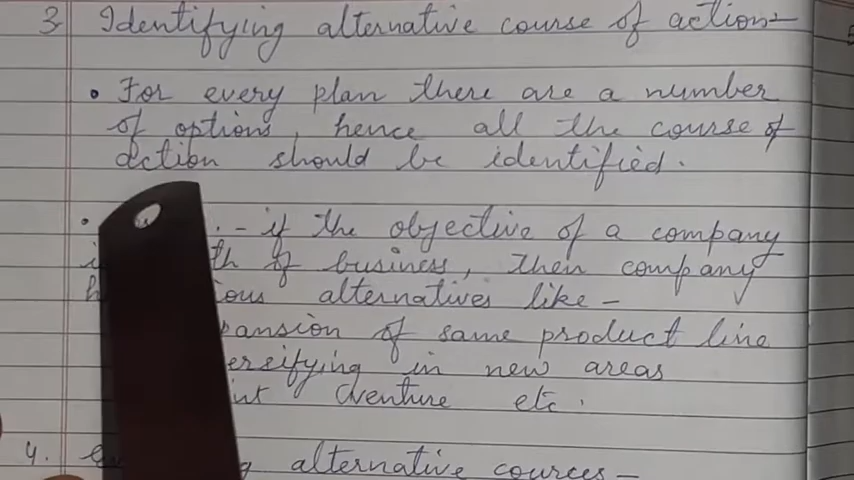 3 Identifying alternative course of action-
• For every plan there are a number
of options, hence all the course of
action should be identified.
• - if the objective of a company
of business, then company
alternatives like -
of same product line
in new areas
venture etc.
4. alternative cources-